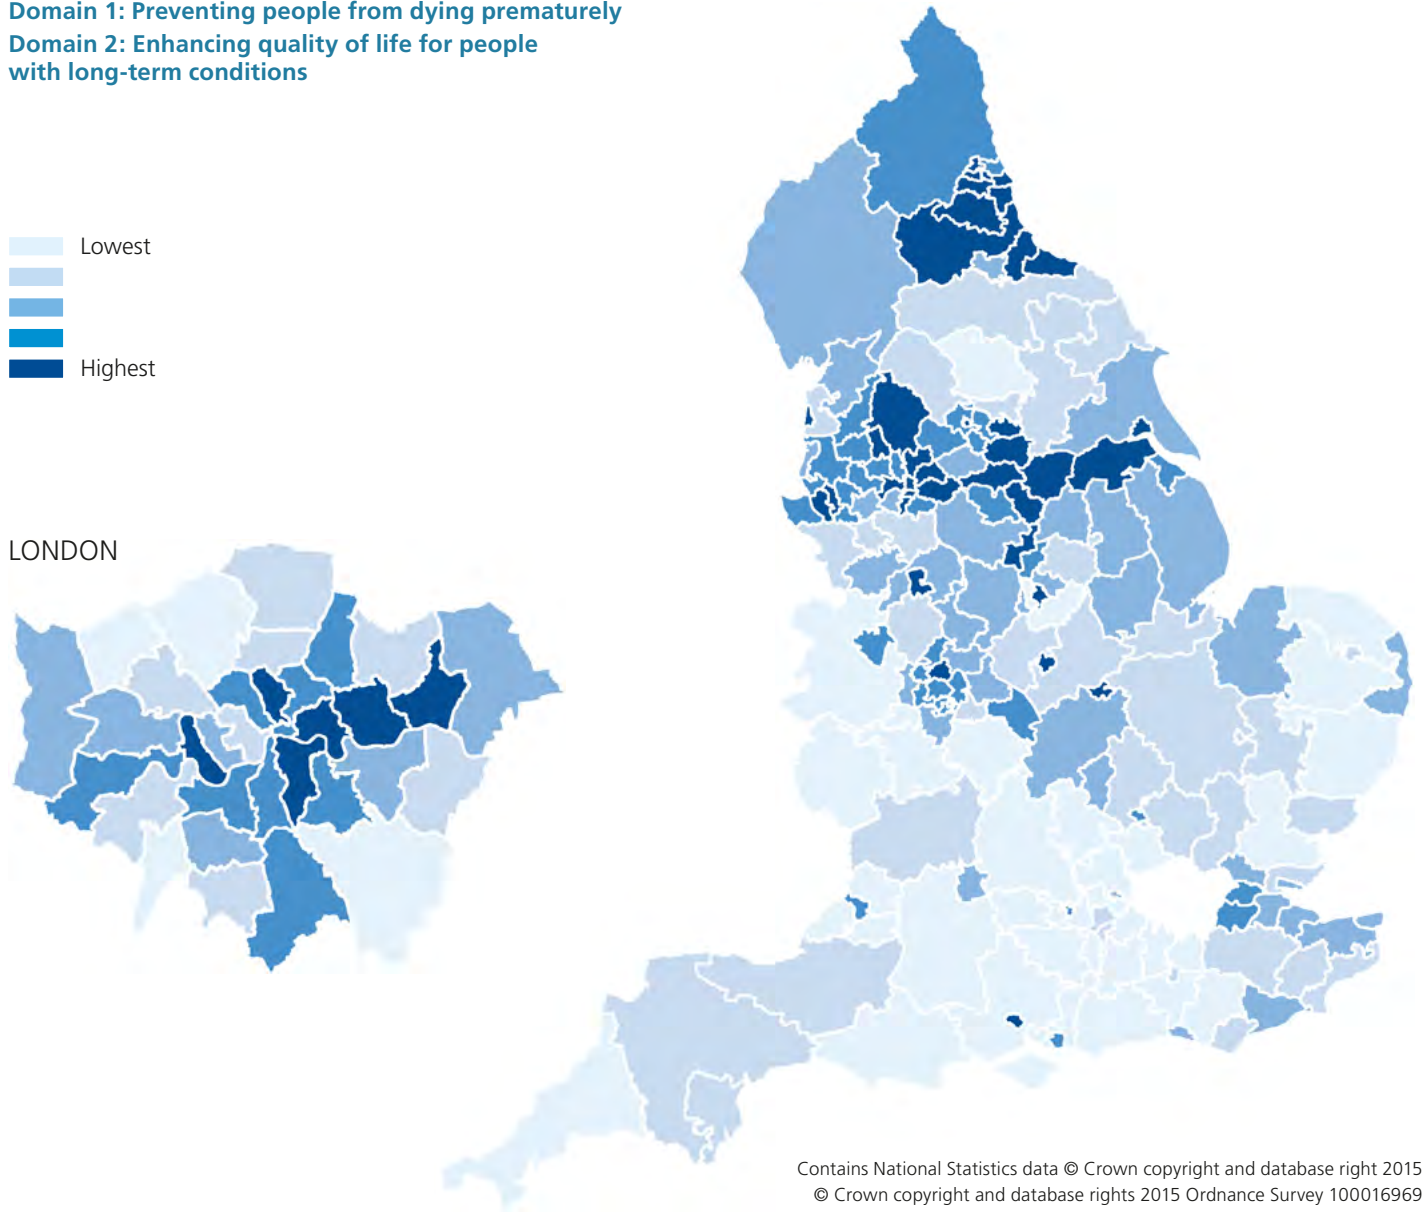 Domain 1: Preventing people from dying prematurely
Domain 2: Enhancing quality of life for people
with long-term conditions
Lowest
Highest
LONDON
Contains National Statistics data © Crown copyright and database right 2015
© Crown copyright and database rights 2015 Ordnance Survey 100016969